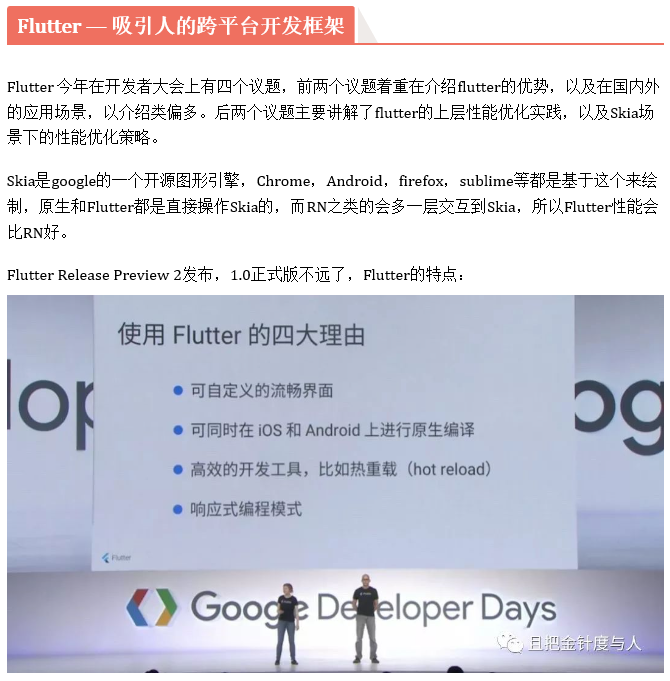 Flutter — 吸引人的跨平台开发框架
Flutter 今年在开发者大会上有四个议题，前两个议题着重在介绍flutter的优势，以及在国内外
的应用场景，以介绍类偏多。后两个议题主要讲解了flutter的上层性能优化实践，以及Skia场
景下的性能优化策略。
Skia是google的一个开源图形引擎，Chrome，Android，firefox，sublime等都是基于这个来绘
制，原生和Flutter都是直接操作Skia的，而RN之类的会多一层交互到Skia，所以Flutter性能会
比RN好。
Flutter Release Preview 2发布，1.0正式版不远了，Flutter的特点：
使用 Flutter 的四大理由
可自定义的流畅界面
可同时在 iOS 和 Android 上进行原生编译
高效的开发工具，比如热重载（hot reload）
响应式编程模式
Flutter
lop
og
Google Developer Days
且把金针度与人